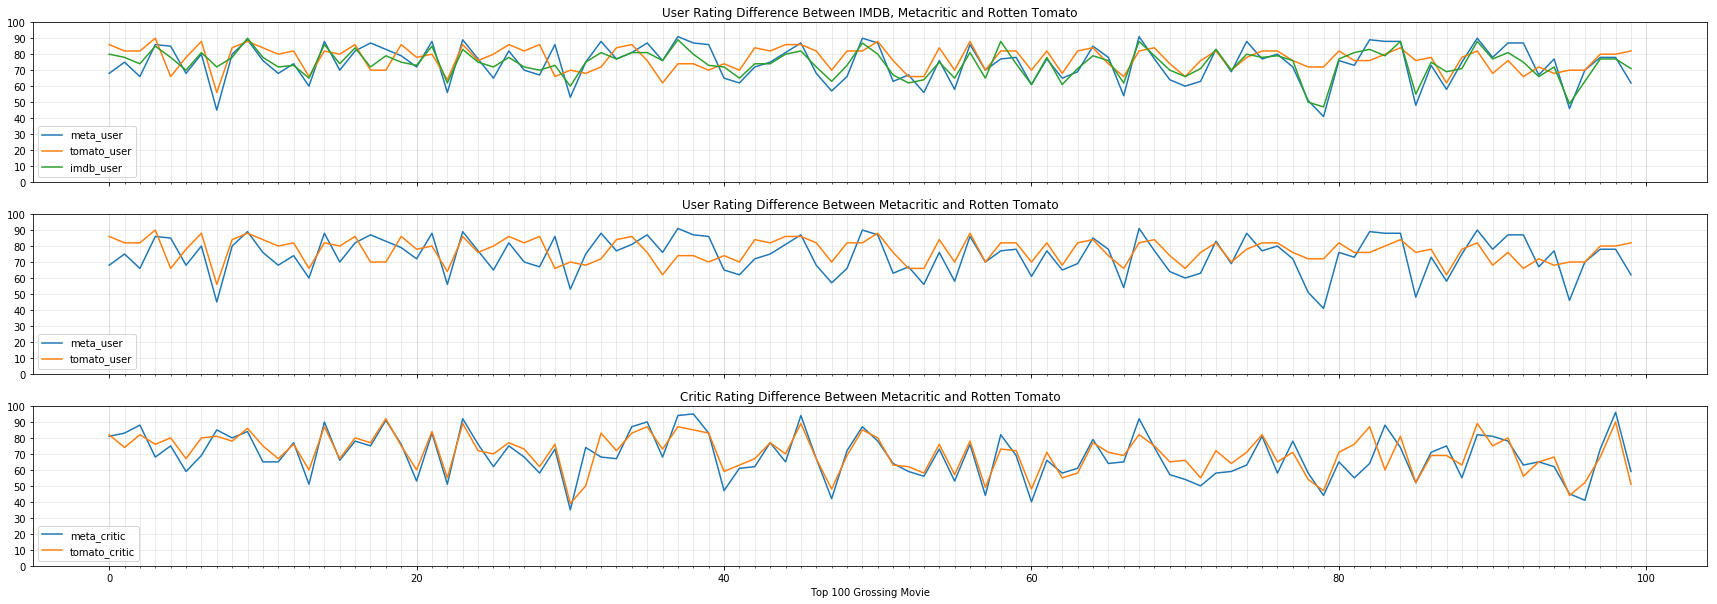 User Rating Difference Between IMDB, Metacritic and Rotten Tomato
100
90
80
70
60
50
40
30
20
10
0
meta_user
tomato_user
imdb_user
User Rating Difference Between Metacritic and Rotten Tomato
100
90
80
70
60
50
40
30
20
10
0
meta_user
tomato_user
Critic Rating Difference Between Metacritic and Rotten Tomato
100
90
80
70
60
50
40
30
20
10
0
meta_critic
tomato_critic
0 20 40 60 80 100
Top 100 Grossing Movie